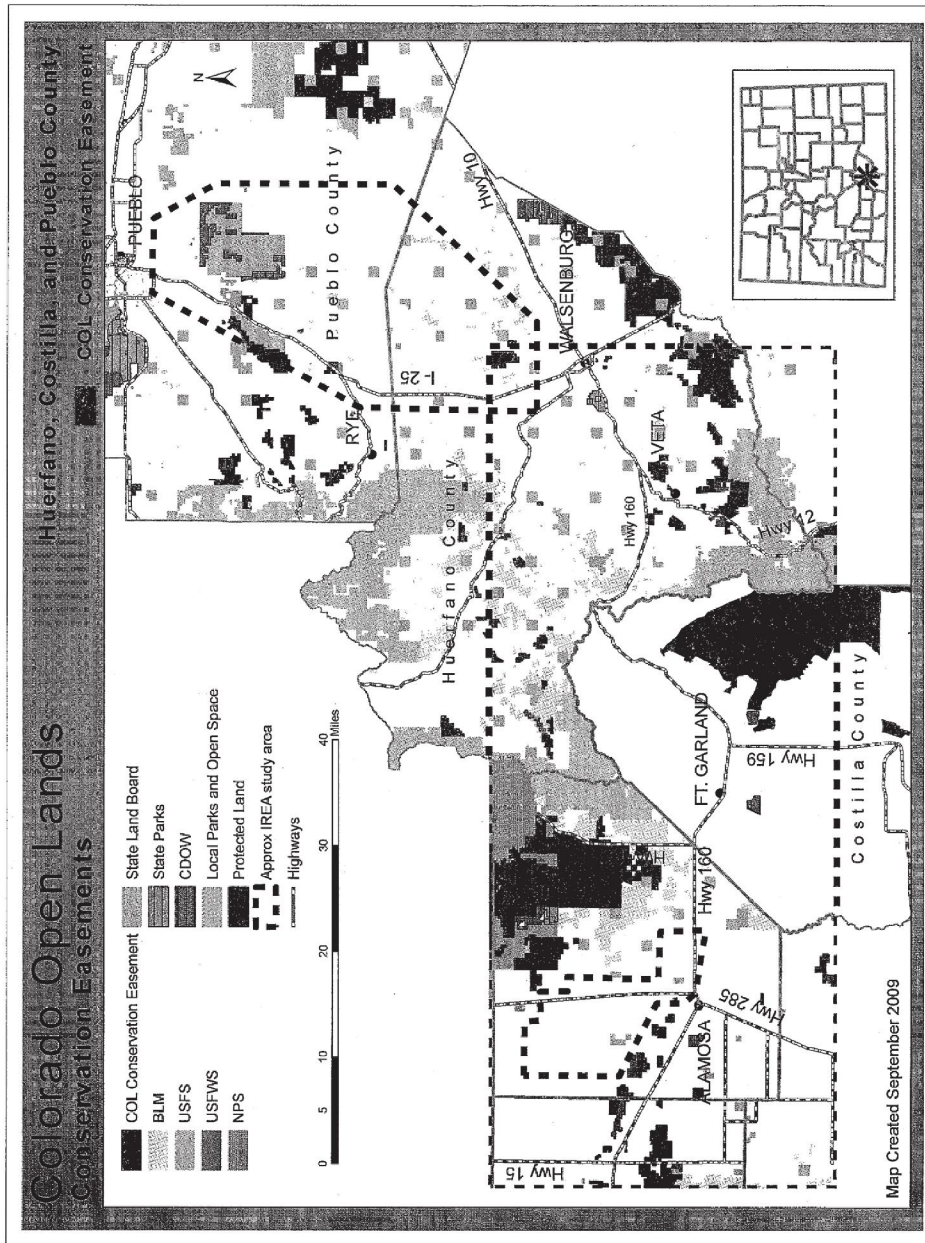 Colorado Open Lands
Conservation Easements
Huerfano, Costilla, and Pueblo County
COL Conservation Easement
COL Conservation Easement
BLM
USFS
USFWS
NPS
State Land Board
State Parks
CDOW
Local Parks and Open Space
Protected Land
Approx IREA study area
Highways
0
5
10
20
30
40
Miles
N
PUEBLO
Pueblo County
RYE
I-25
Hwy 10
Huerfano County
WALSENBURG
LA VETA
Hwy 160
Hwy 12
FT. GARLAND
Hwy 159
Hwy 160
Costilla County
ALAMOSA
Hwy 285
Hwy 15
Map Created September 2009